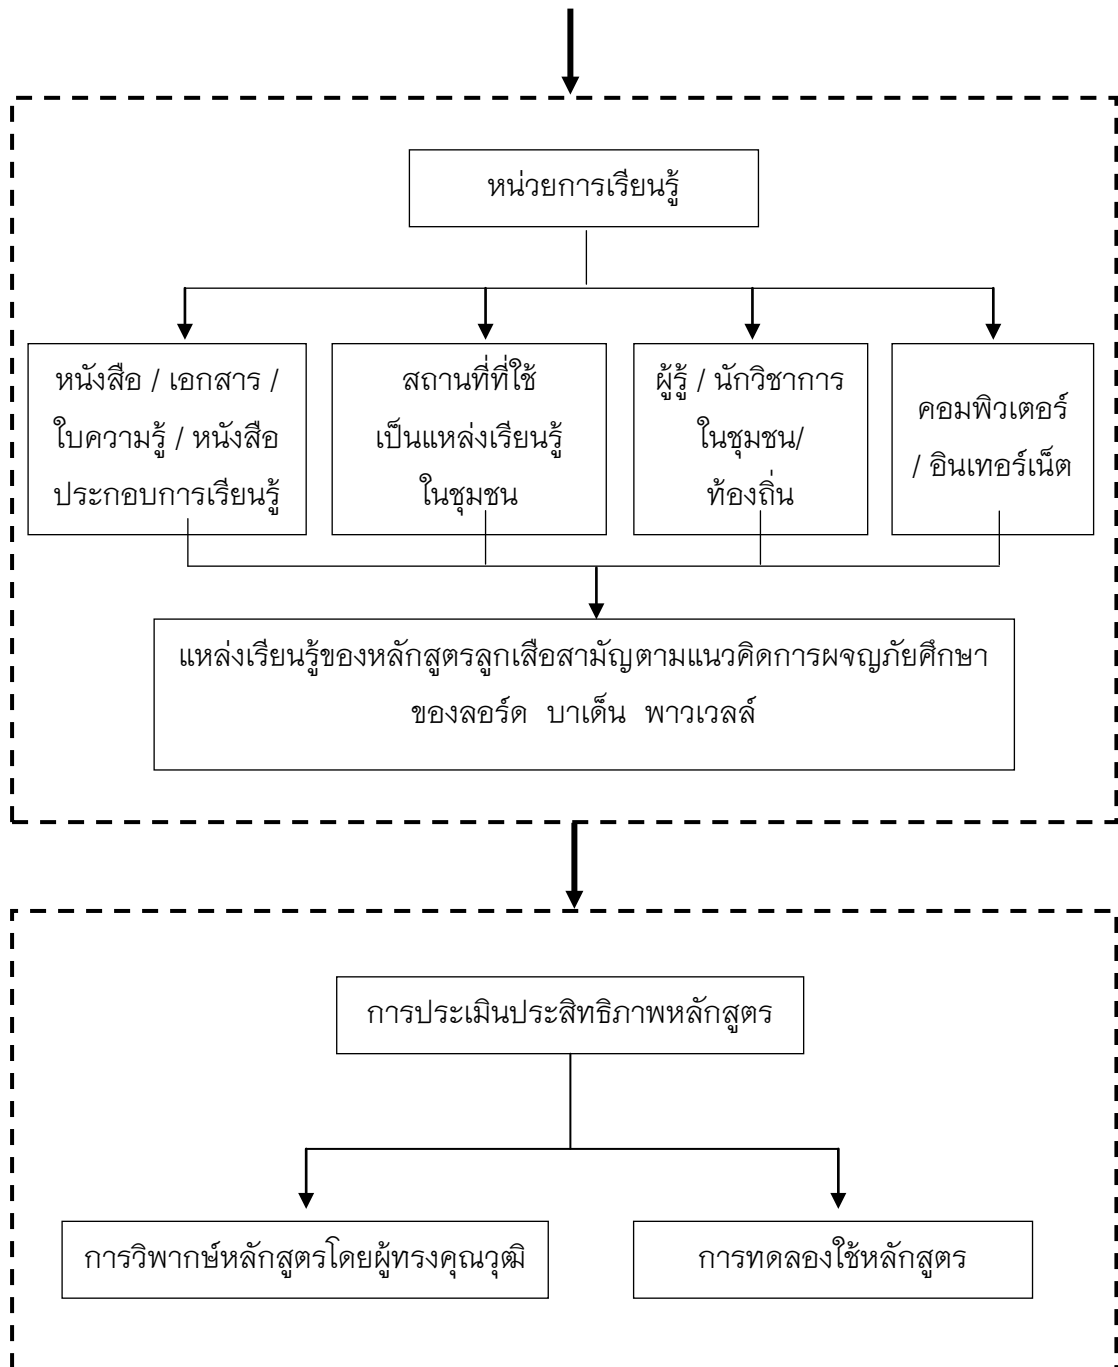 หน่วยการเรียนรู้
หนังสือ / เอกสาร /
ใบความรู้ / หนังสือ
ประกอบการเรียนรู้
สถานที่ที่ใช้
เป็นแหล่งเรียนรู้
ในชุมชน
ผู้รู้ / นักวิชาการ
ในชุมชน/
ท้องถิ่น
คอมพิวเตอร์
/ อินเทอร์เน็ต
แหล่งเรียนรู้ของหลักสูตรลูกเสือสามัญตามแนวคิดการผจญภัยศึกษา
ของลอร์ด บาเด็น พาวเวลล์
การประเมินประสิทธิภาพหลักสูตร
การวิพากษ์หลักสูตรโดยผู้ทรงคุณวุฒิ
การทดลองใช้หลักสูตร